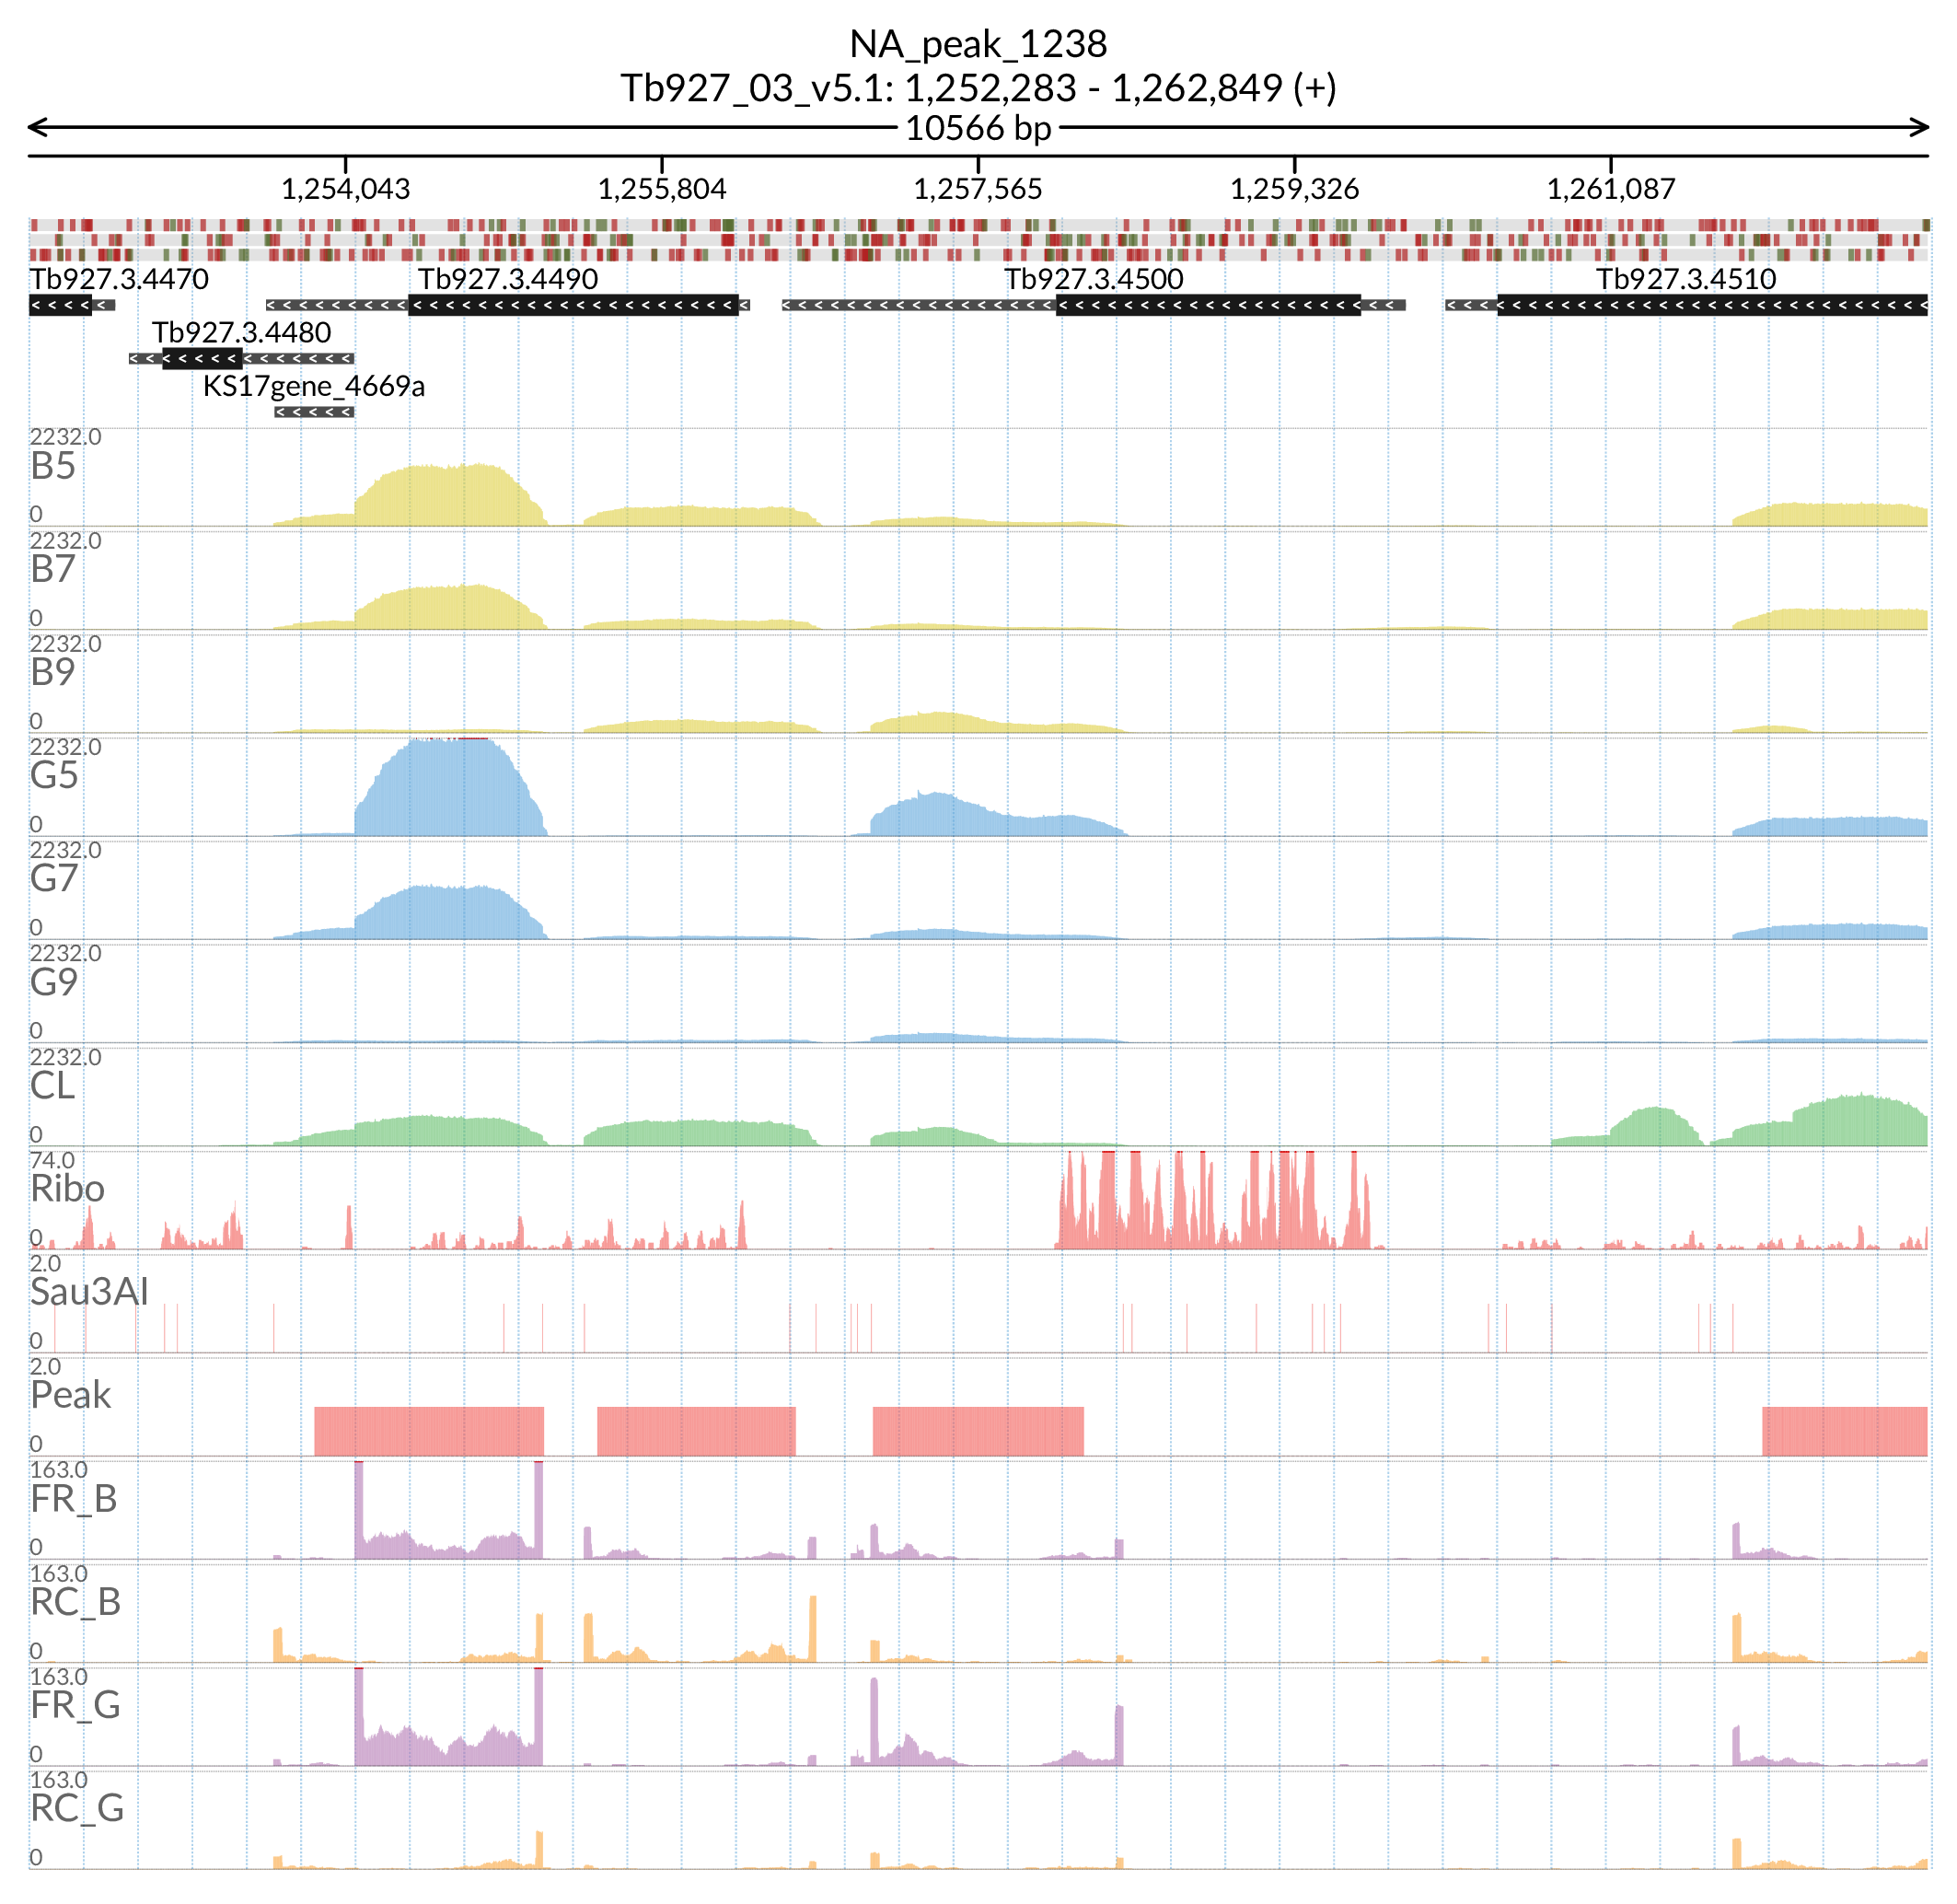 NA_peak_1238
Tb927_03_v5.1: 1,252,283 - 1,262,849 (+)
10566 bp
1,254,043 1,255,804 1,257,565 1,259,326 1,261,087
Tb927.3.4470 Tb927.3.4490 Tb927.3.4500 Tb927.3.4510
Tb927.3.4480
KS17gene_4669a
2232.0
B5
0
2232.0
B7
0
2232.0
B9
0
2232.0
G5
0
2232.0
G7
0
2232.0
G9
0
2232.0
CL
0
74.0
Ribo
0
2.0
Sau3AI
0
2.0
Peak
0
163.0
FR_B
0
163.0
RC_B
0
163.0
FR_G
0
163.0
RC_G
0